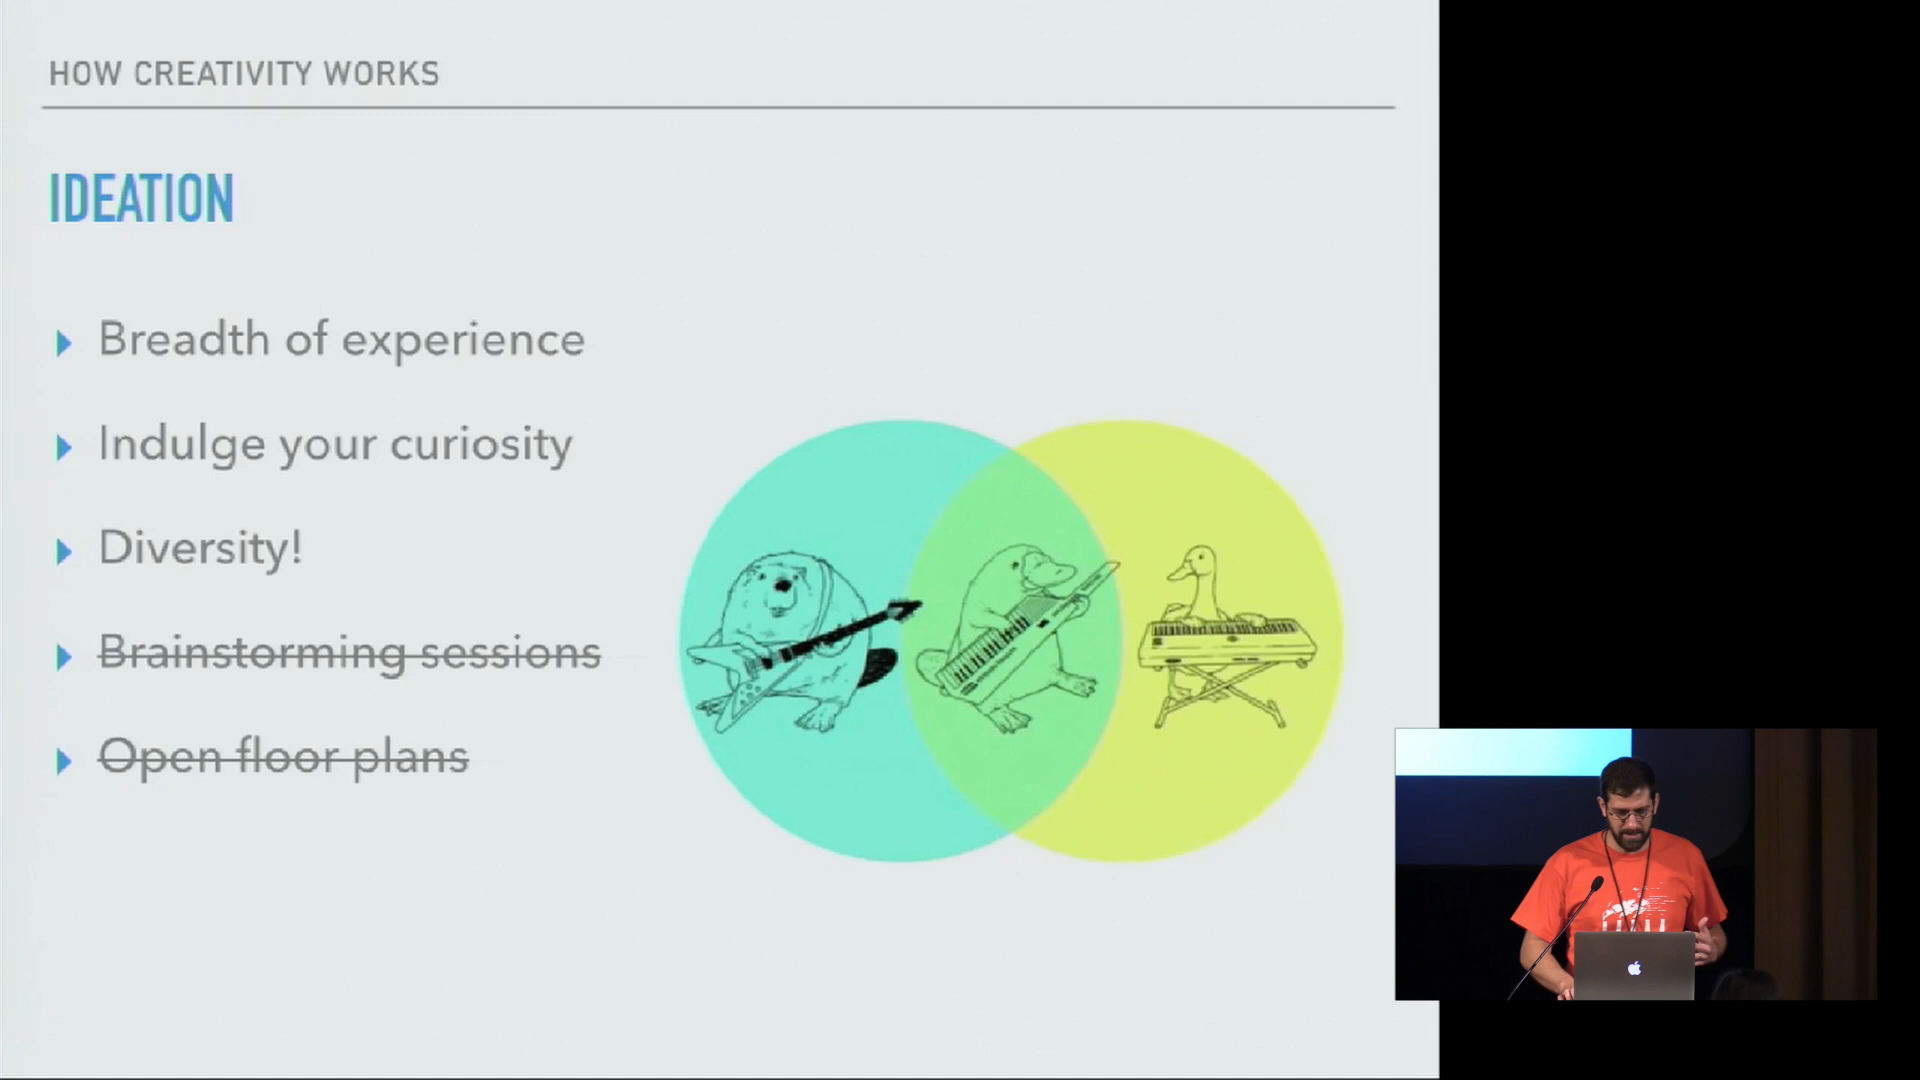 HOW CREATIVITY WORKS
IDEATION
Breadth of experience
Indulge your curiosity
Diversity!
Brainstorming sessions
Open floor plans